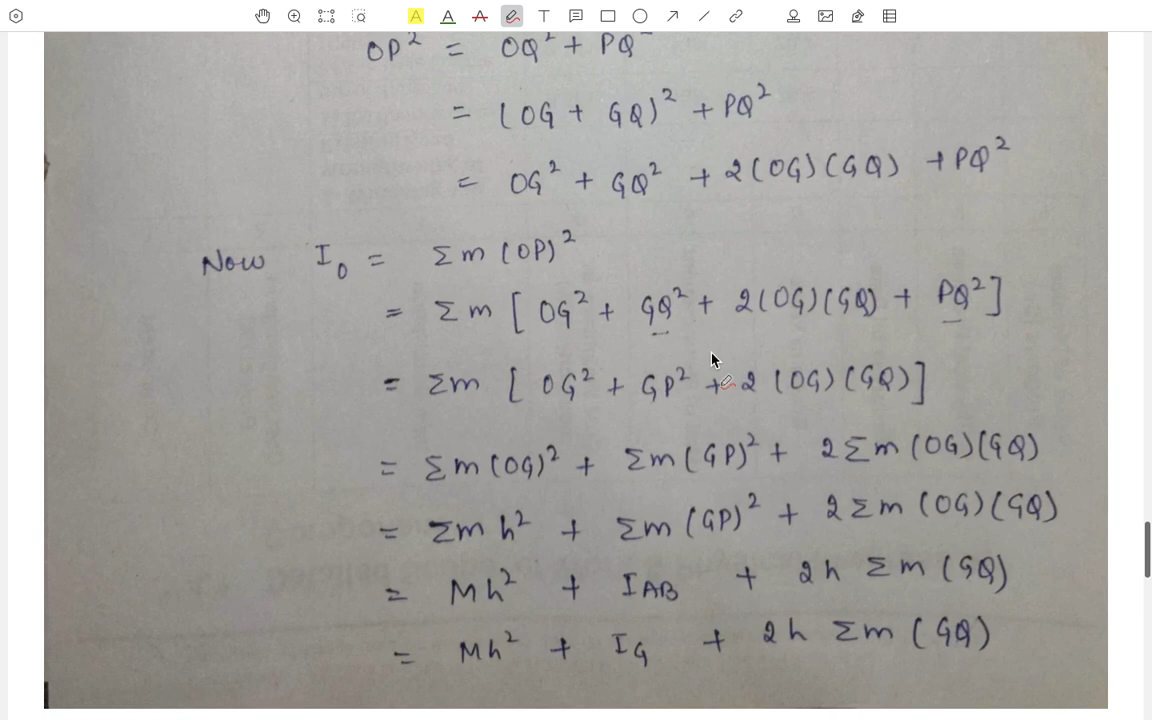 OP² = OQ² + PQ²
= (OG + GQ)² + PQ²
= OG² + GQ² + 2(OG)(GQ) + PQ²
Now I₀ = Σm(OP)²
= Σm [OG² + GQ² + 2(OG)(GQ) + PQ²]
= Σm [OG² + GP² + 2(OG)(GQ)]
= Σm(OG)² + Σm(GP)² + 2Σm(OG)(GQ)
= Σmh² + Σm(GP)² + 2Σm(OG)(GQ)
= Mh² + I_AB + 2h Σm(GQ)
= Mh² + I_G + 2h Σm(GQ)